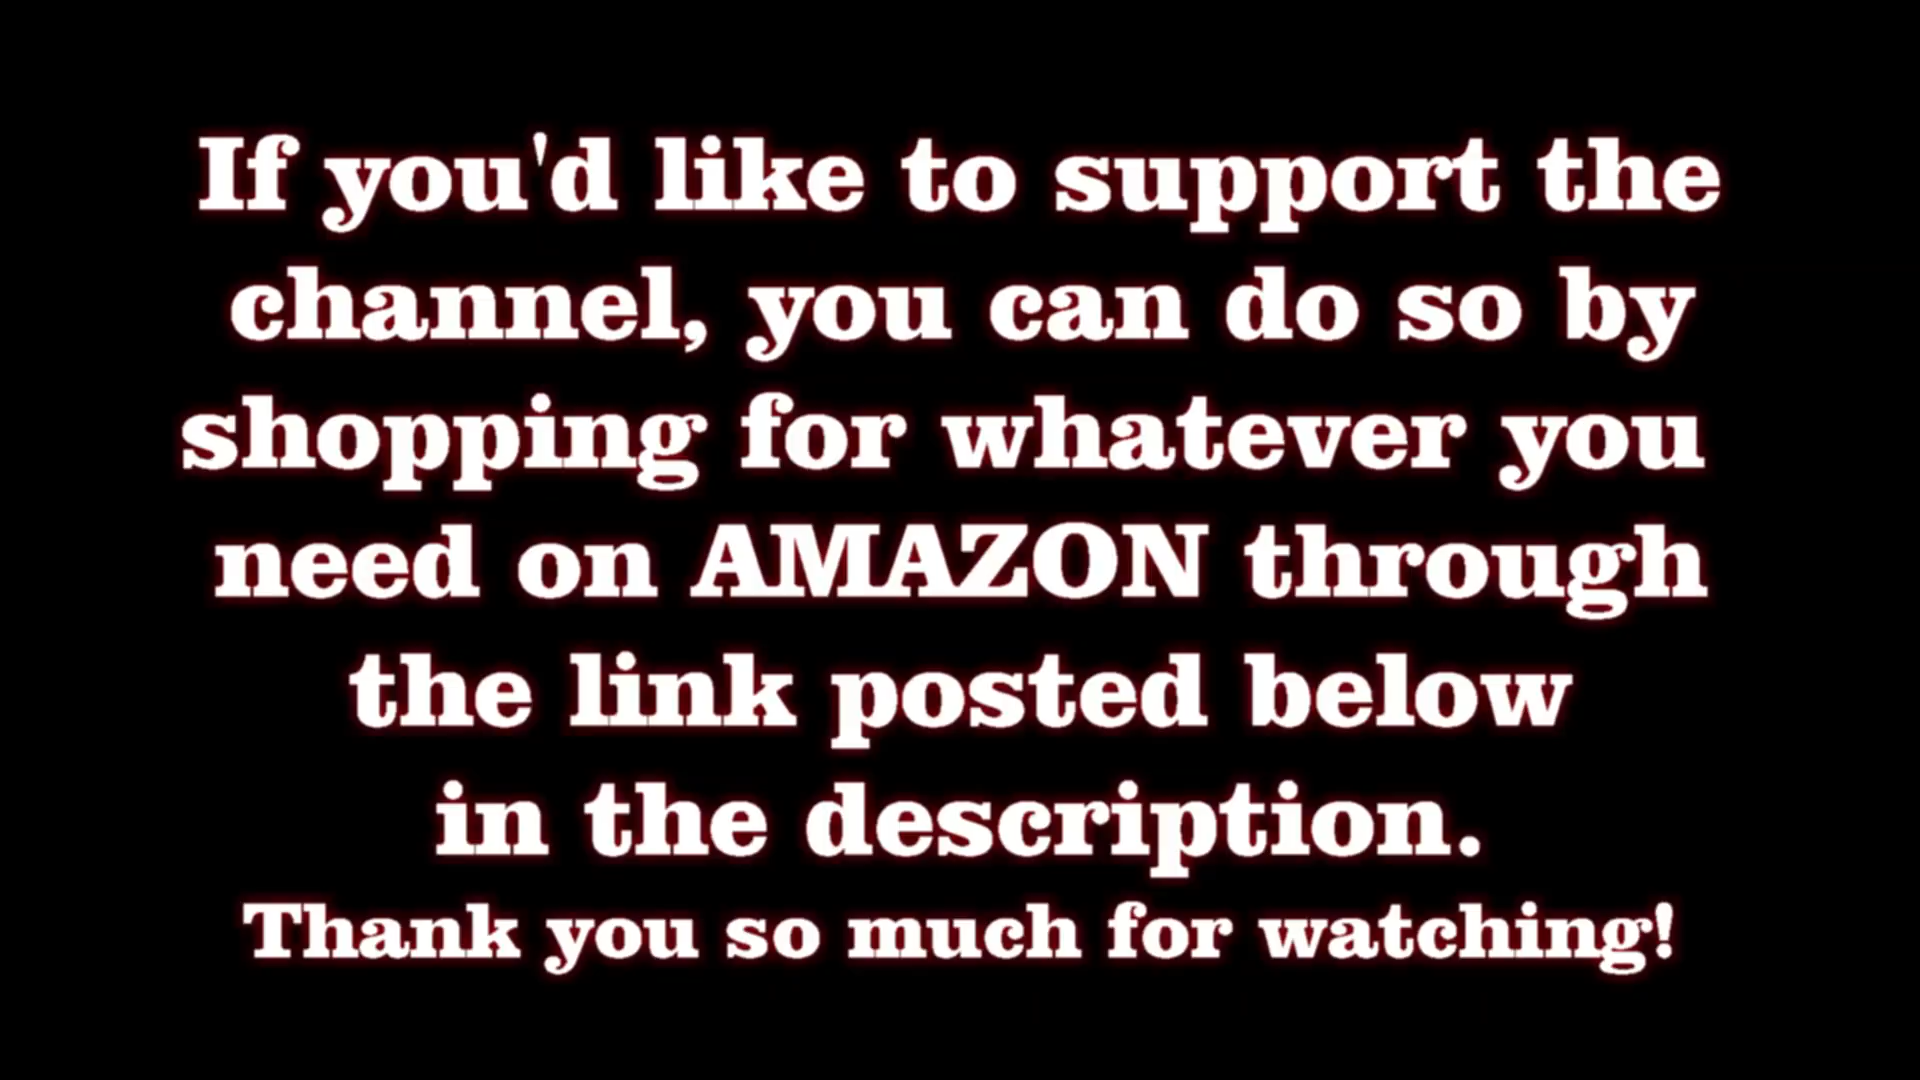 If you'd like to support the
channel, you can do so by
shopping for whatever you
need on AMAZON through
the link posted below
in the description.
Thank you so much for watching!